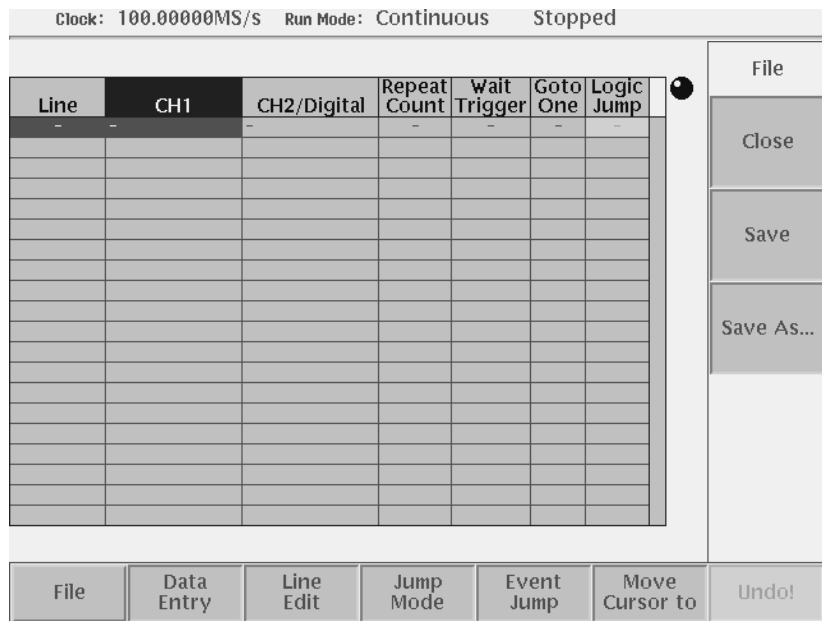 Clock: 100.00000MS/s Run Mode: Continuous Stopped
File
Line CH1 CH2/Digital Repeat Count Wait Trigger Goto One Logic Jump
- - - - - - -
Close
Save
Save As...
File Data Entry Line Edit Jump Mode Event Jump Move Cursor to Undo!